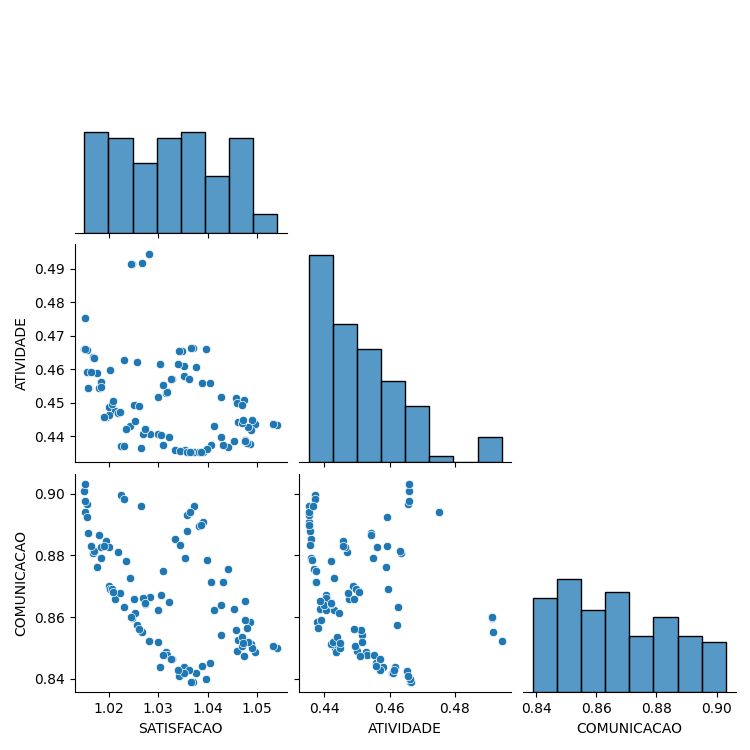 ATIVIDADE
0.49
0.48
0.47
0.46
0.45
0.44
COMUNICACAO
0.90
0.88
0.86
0.84
1.02 1.03 1.04 1.05
SATISFACAO
0.44 0.46 0.48
ATIVIDADE
0.84 0.86 0.88 0.90
COMUNICACAO